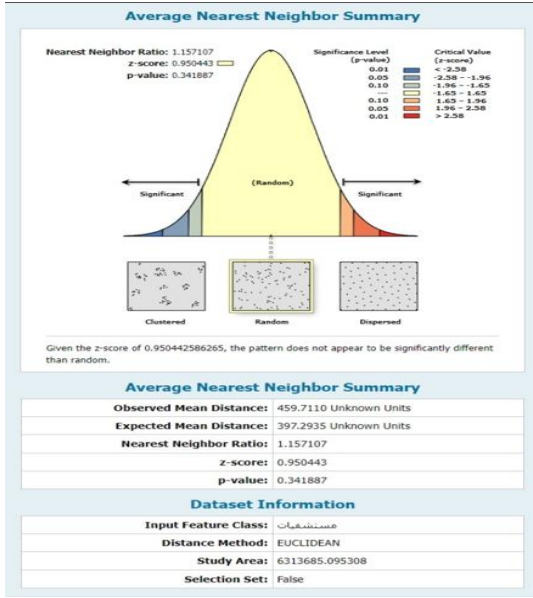 Average Nearest Neighbor Summary
Nearest Neighbor Ratio: 1.157107
z-score: 0.950443
p-value: 0.341887
Significance Level (p-value) Critical Value (z-score)
0.01 < -2.58
0.05 -2.58 - -1.96
0.10 -1.96 - -1.65
--- -1.65 - 1.65
0.10 1.65 - 1.96
0.05 1.96 - 2.58
0.01 > 2.58
Significant (Random) Significant
Clustered Random Dispersed
Given the z-score of 0.950442586265, the pattern does not appear to be significantly different
than random.
Average Nearest Neighbor Summary
Observed Mean Distance: 459.7110 Unknown Units
Expected Mean Distance: 397.2935 Unknown Units
Nearest Neighbor Ratio: 1.157107
z-score: 0.950443
p-value: 0.341887
Dataset Information
Input Feature Class: مستشفيات
Distance Method: EUCLIDEAN
Study Area: 6313685.095308
Selection Set: False